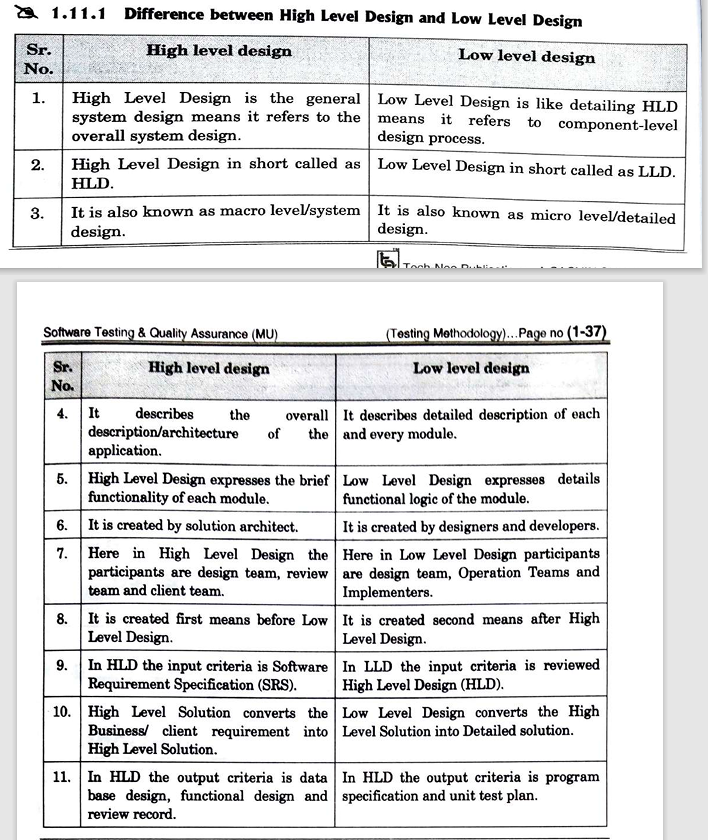 1.11.1 Difference between High Level Design and Low Level Design
Sr. No.
High level design
Low level design
1.
High Level Design is the general
system design means it refers to the
overall system design.
Low Level Design is like detailing HLD
means it refers to component-level
design process.
2.
High Level Design in short called as
HLD.
Low Level Design in short called as LLD.
3.
It is also known as macro level/system
design.
It is also known as micro level/detailed
design.
Software Testing & Quality Assurance (MU)
(Testing Methodology)...Page no (1-37)
Sr.
No.
High level design
Low level design
4.
It describes the overall
description/architecture of the
application.
It describes detailed description of each
and every module.
5.
High Level Design expresses the brief
functionality of each module.
Low Level Design expresses details
functional logic of the module.
6.
It is created by solution architect.
It is created by designers and developers.
7.
Here in High Level Design the
participants are design team, review
team and client team.
Here in Low Level Design participants
are design team, Operation Teams and
Implementers.
8.
It is created first means before Low
Level Design.
It is created second means after High
Level Design.
9.
In HLD the input criteria is Software
Requirement Specification (SRS).
In LLD the input criteria is reviewed
High Level Design (HLD).
10.
High Level Solution converts the
Business/ client requirement into
High Level Solution.
Low Level Design converts the High
Level Solution into Detailed solution.
11.
In HLD the output criteria is data
base design, functional design and
review record.
In HLD the output criteria is program
specification and unit test plan.